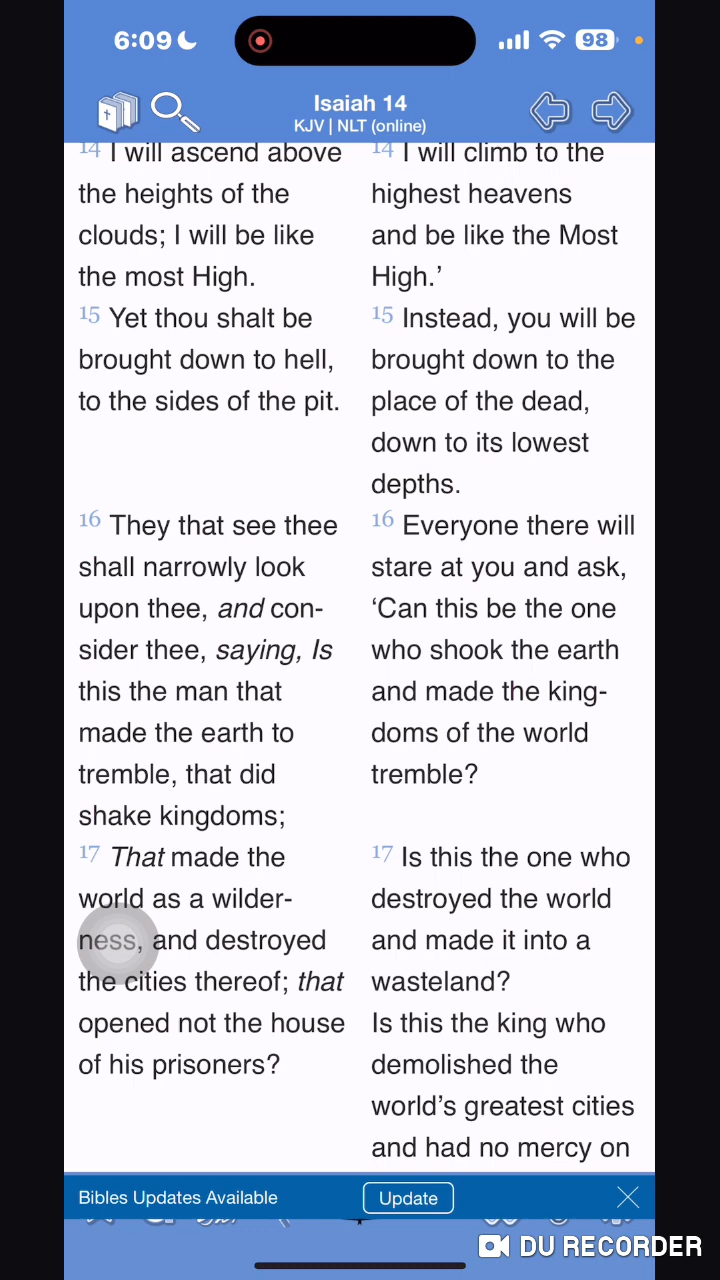 6:09
98
Isaiah 14
KJV | NLT (online)
14 I will ascend above
the heights of the
clouds; I will be like
the most High.
15 Yet thou shalt be
brought down to hell,
to the sides of the pit.
16 They that see thee
shall narrowly look
upon thee, and con-
sider thee, saying, Is
this the man that
made the earth to
tremble, that did
shake kingdoms;
17 That made the
world as a wilder-
ness, and destroyed
the cities thereof; that
opened not the house
of his prisoners?
14 I will climb to the
highest heavens
and be like the Most
High.’
15 Instead, you will be
brought down to the
place of the dead,
down to its lowest
depths.
16 Everyone there will
stare at you and ask,
‘Can this be the one
who shook the earth
and made the king-
doms of the world
tremble?
17 Is this the one who
destroyed the world
and made it into a
wasteland?
Is this the king who
demolished the
world’s greatest cities
and had no mercy on
Bibles Updates Available
Update
DU RECORDER